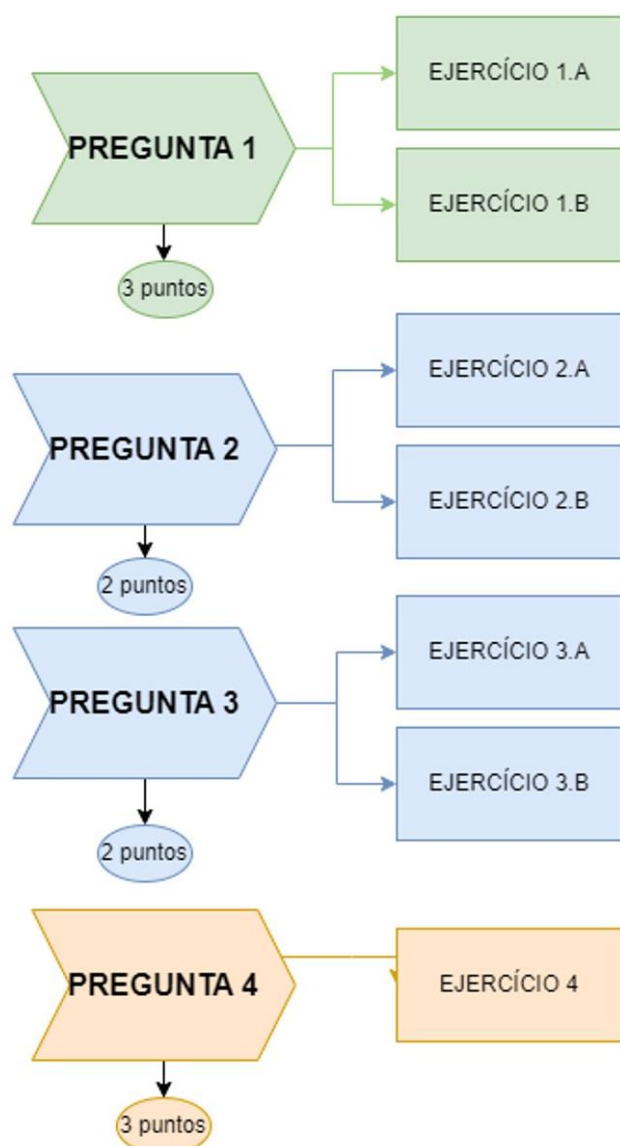 EJERCÍCIO 1.A
PREGUNTA 1
EJERCÍCIO 1.B
3 puntos
EJERCÍCIO 2.A
PREGUNTA 2
EJERCÍCIO 2.B
2 puntos
EJERCÍCIO 3.A
PREGUNTA 3
EJERCÍCIO 3.B
2 puntos
PREGUNTA 4
EJERCÍCIO 4
3 puntos